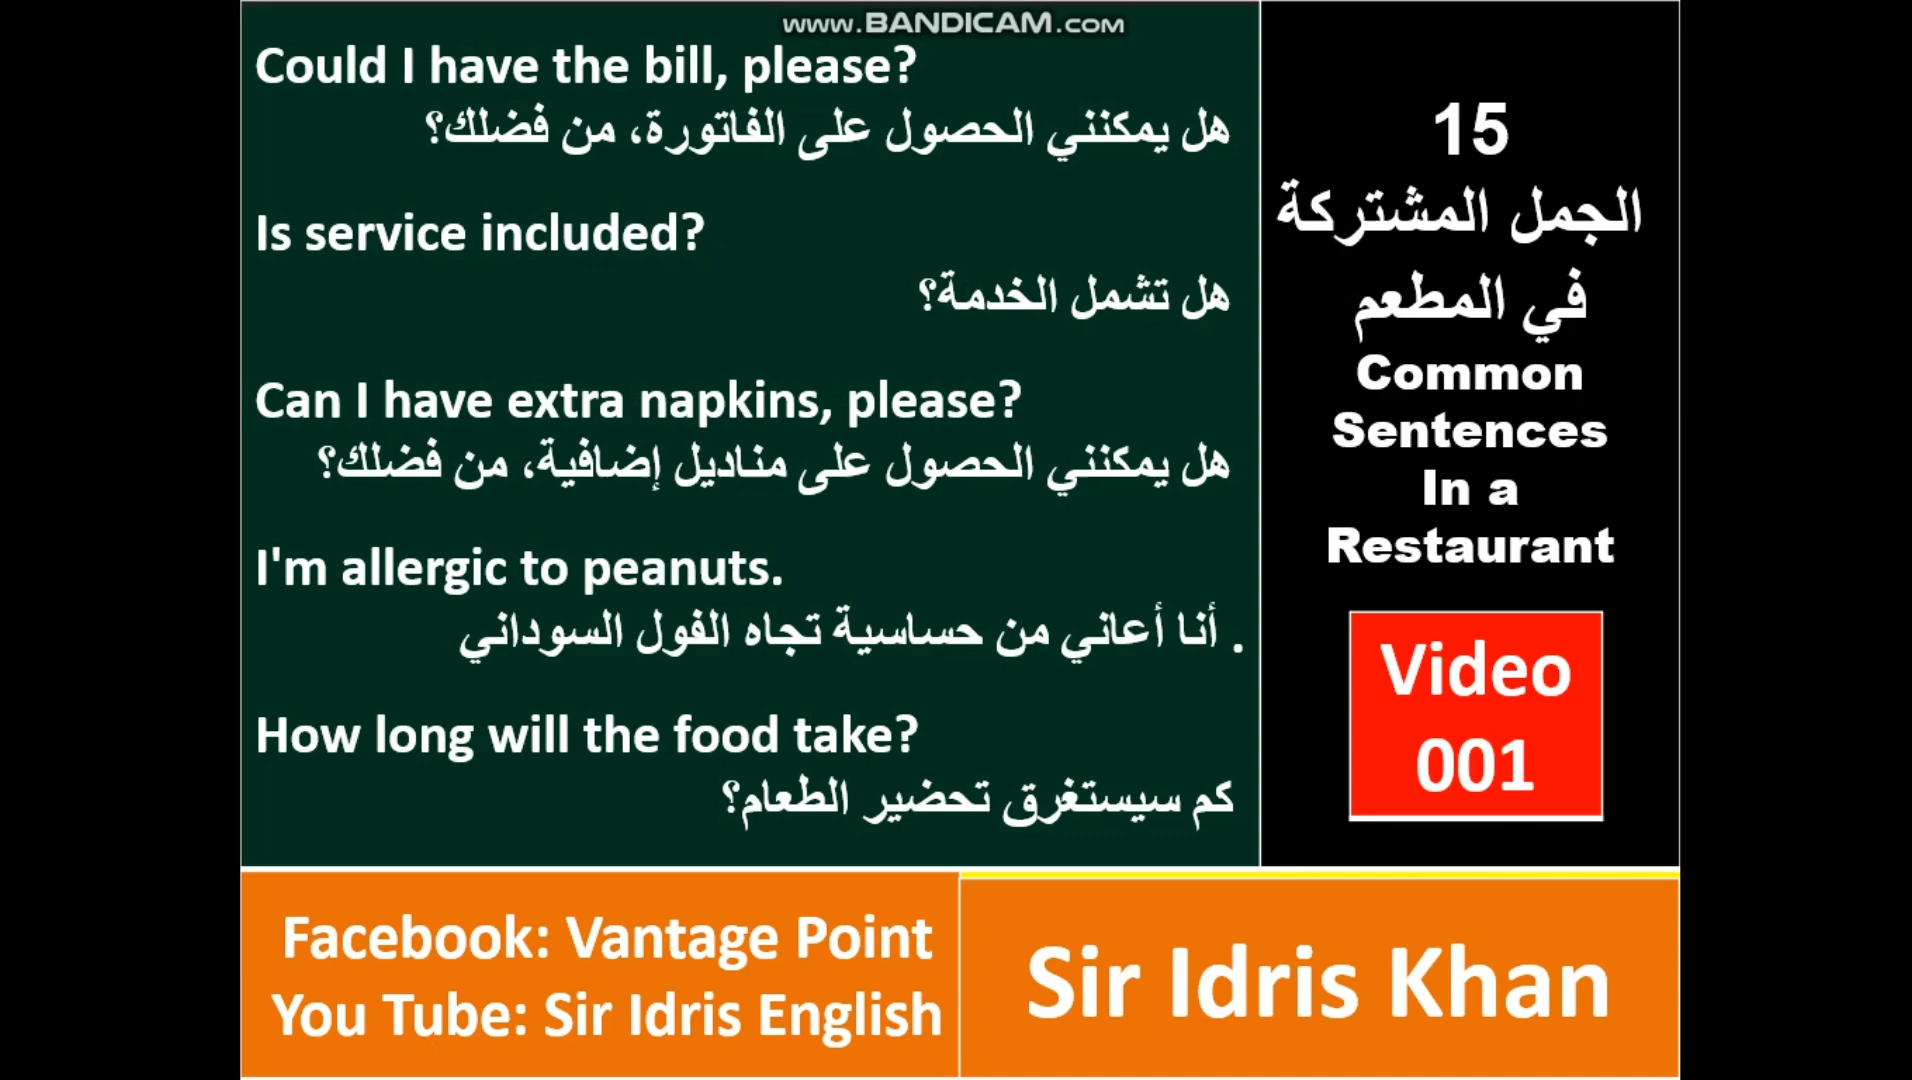 www.BANDICAM.COM
Could I have the bill, please?
هل يمكنني الحصول على الفاتورة، من فضلك؟
Is service included?
هل تشمل الخدمة؟
Can I have extra napkins, please?
هل يمكنني الحصول على مناديل إضافية، من فضلك؟
I'm allergic to peanuts.
. أنا أعاني من حساسية تجاه الفول السوداني
How long will the food take?
كم سيستغرق تحضير الطعام؟
15
الجمل المشتركة
في المطعم
Common
Sentences
In a
Restaurant
Video
001
Facebook: Vantage Point
You Tube: Sir Idris English
Sir Idris Khan